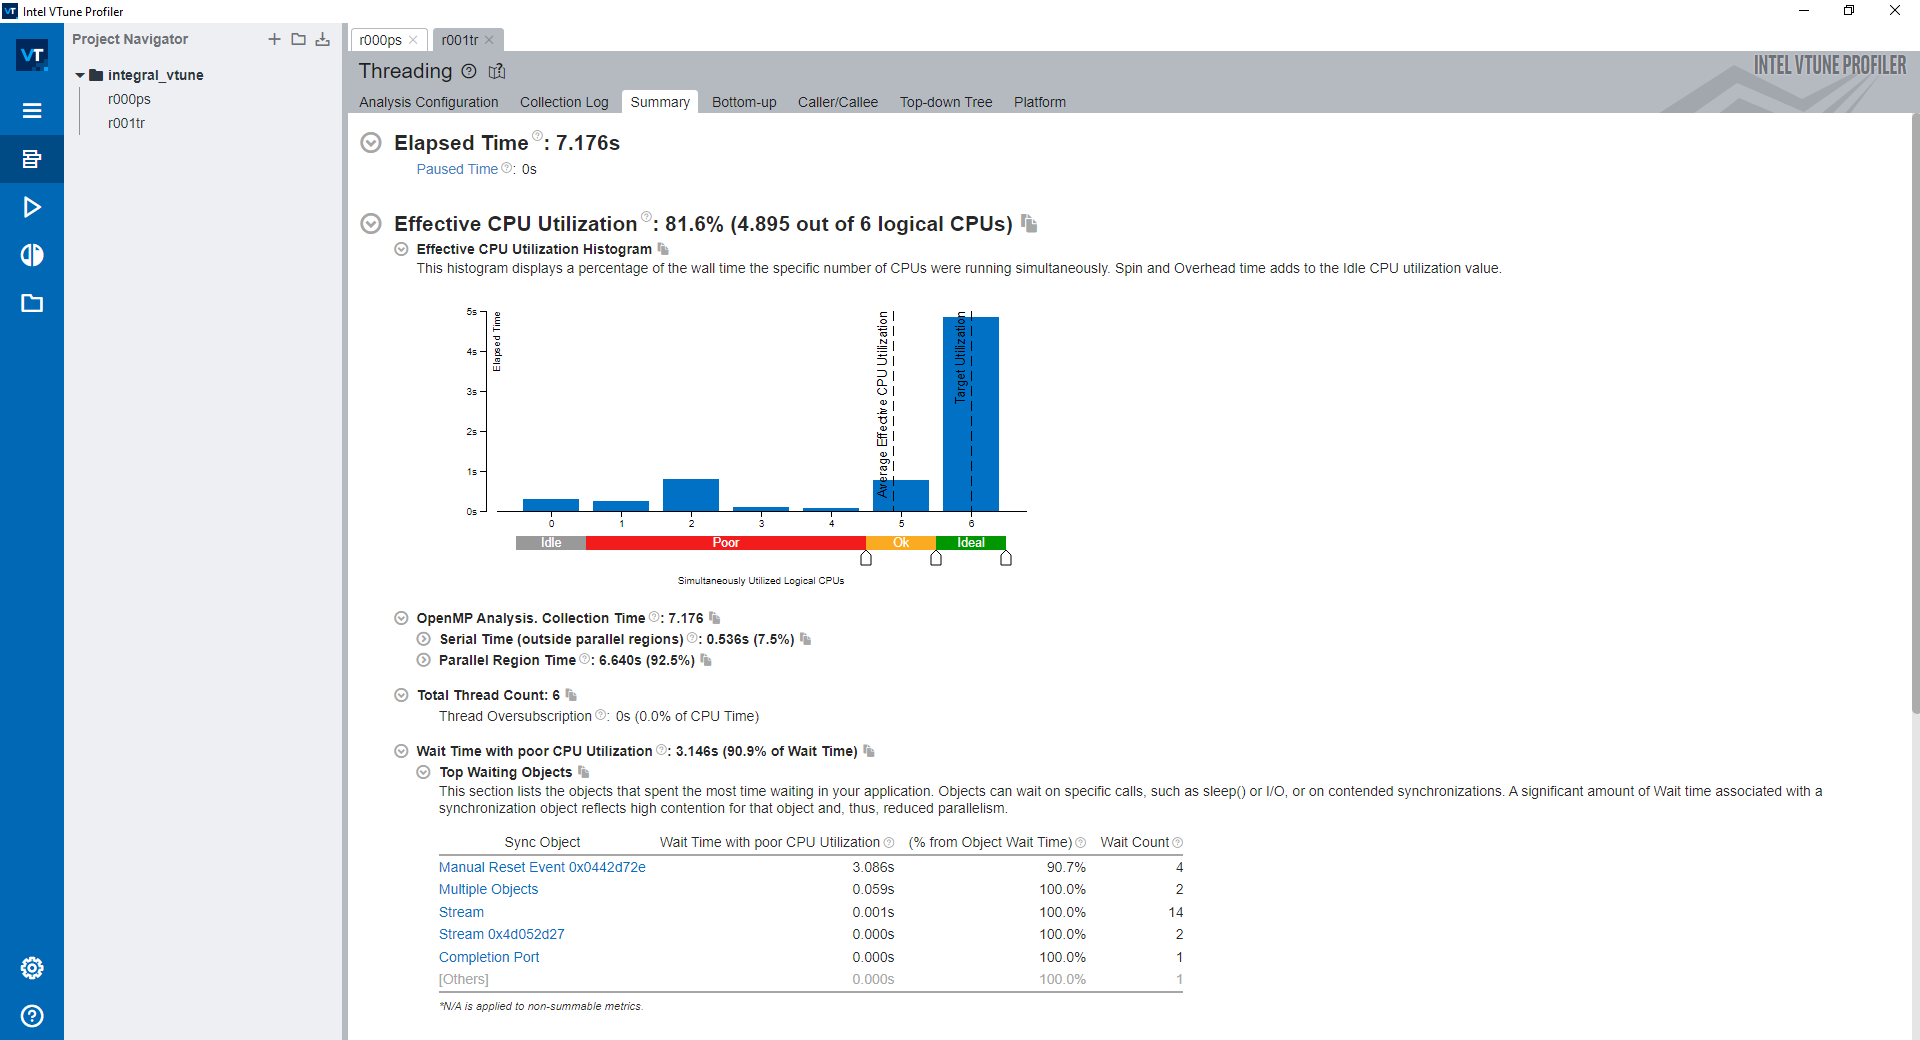 Intel VTune Profiler
VT
Project Navigator
integral_vtune
r000ps
r001tr
r000ps
r001tr
Threading
INTEL VTUNE PROFILER
Analysis Configuration Collection Log Summary Bottom-up Caller/Callee Top-down Tree Platform
Elapsed Time: 7.176s
Paused Time: 0s
Effective CPU Utilization: 81.6% (4.895 out of 6 logical CPUs)
Effective CPU Utilization Histogram
This histogram displays a percentage of the wall time the specific number of CPUs were running simultaneously. Spin and Overhead time adds to the Idle CPU utilization value.
5s
4s
3s
2s
1s
0s
Elapsed Time
Average Effective CPU Utilization
Target Utilization
0 1 2 3 4 5 6
Idle Poor Ok Ideal
Simultaneously Utilized Logical CPUs
OpenMP Analysis. Collection Time: 7.176
Serial Time (outside parallel regions): 0.536s (7.5%)
Parallel Region Time: 6.640s (92.5%)
Total Thread Count: 6
Thread Oversubscription: 0s (0.0% of CPU Time)
Wait Time with poor CPU Utilization: 3.146s (90.9% of Wait Time)
Top Waiting Objects
This section lists the objects that spent the most time waiting in your application. Objects can wait on specific calls, such as sleep() or I/O, or on contended synchronizations. A significant amount of Wait time associated with a
synchronization object reflects high contention for that object and, thus, reduced parallelism.
Sync Object Wait Time with poor CPU Utilization (% from Object Wait Time) Wait Count
Manual Reset Event 0x0442d72e 3.086s 90.7% 4
Multiple Objects 0.059s 100.0% 2
Stream 0.001s 100.0% 14
Stream 0x4d052d27 0.000s 100.0% 2
Completion Port 0.000s 100.0% 1
[Others] 0.000s 100.0% 1
*N/A is applied to non-summable metrics.